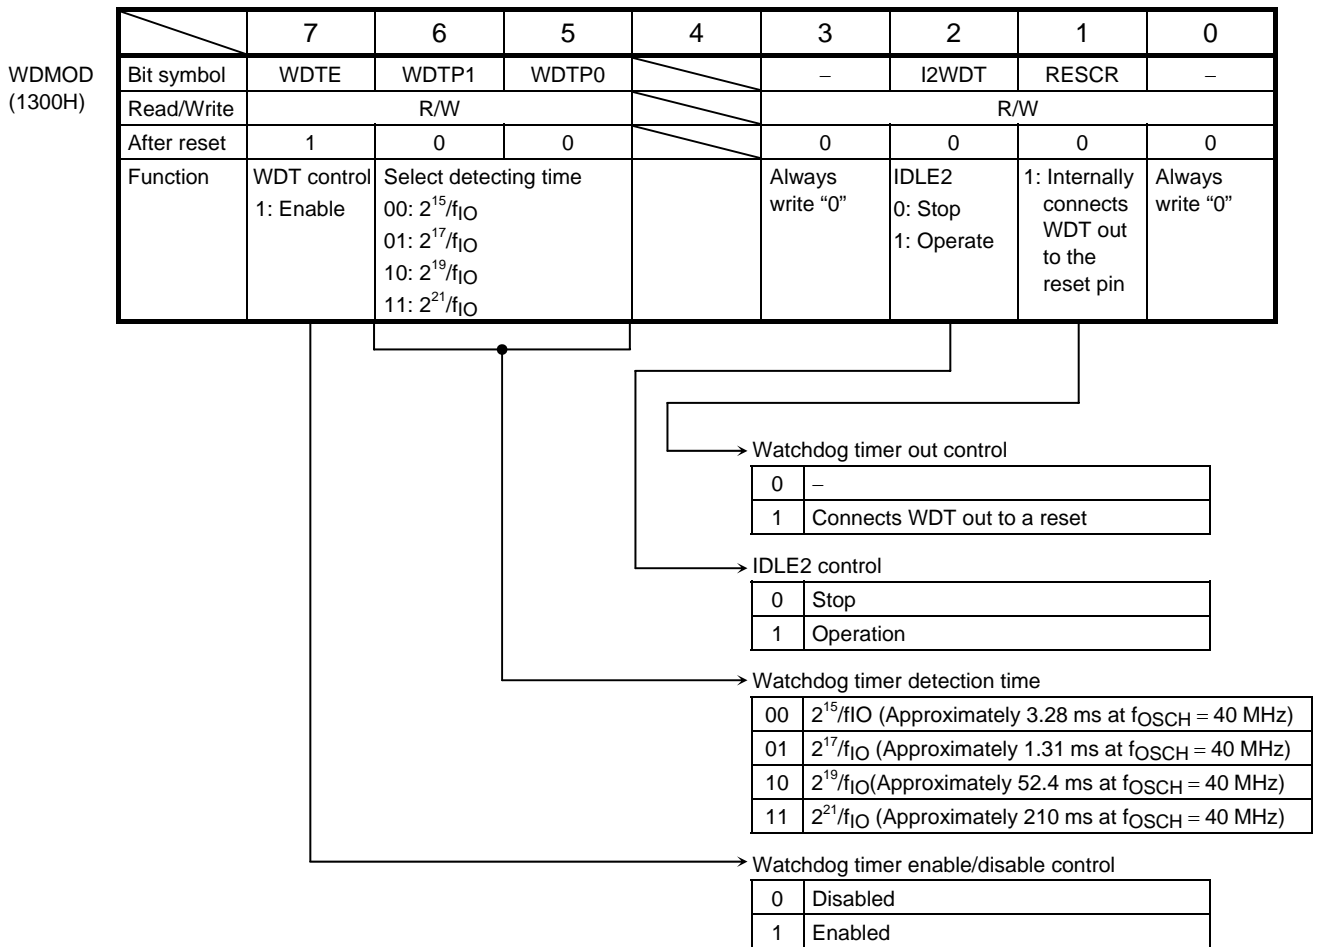 7 6 5 4 3 2 1 0
WDMOD (1300H)
Bit symbol WDTE WDTP1 WDTP0 – I2WDT RESCR –
Read/Write R/W R/W
After reset 1 0 0 0 0 0 0
Function
WDT control
1: Enable
Select detecting time
00: 2^15/fIO
01: 2^17/fIO
10: 2^19/fIO
11: 2^21/fIO
Always
write “0”
IDLE2
0: Stop
1: Operate
1: Internally
connects
WDT out
to the
reset pin
Always
write “0”
Watchdog timer out control
0 –
1 Connects WDT out to a reset
IDLE2 control
0 Stop
1 Operation
Watchdog timer detection time
00 2^15/fIO (Approximately 3.28 ms at fOSCH = 40 MHz)
01 2^17/fIO (Approximately 1.31 ms at fOSCH = 40 MHz)
10 2^19/fIO(Approximately 52.4 ms at fOSCH = 40 MHz)
11 2^21/fIO (Approximately 210 ms at fOSCH = 40 MHz)
Watchdog timer enable/disable control
0 Disabled
1 Enabled